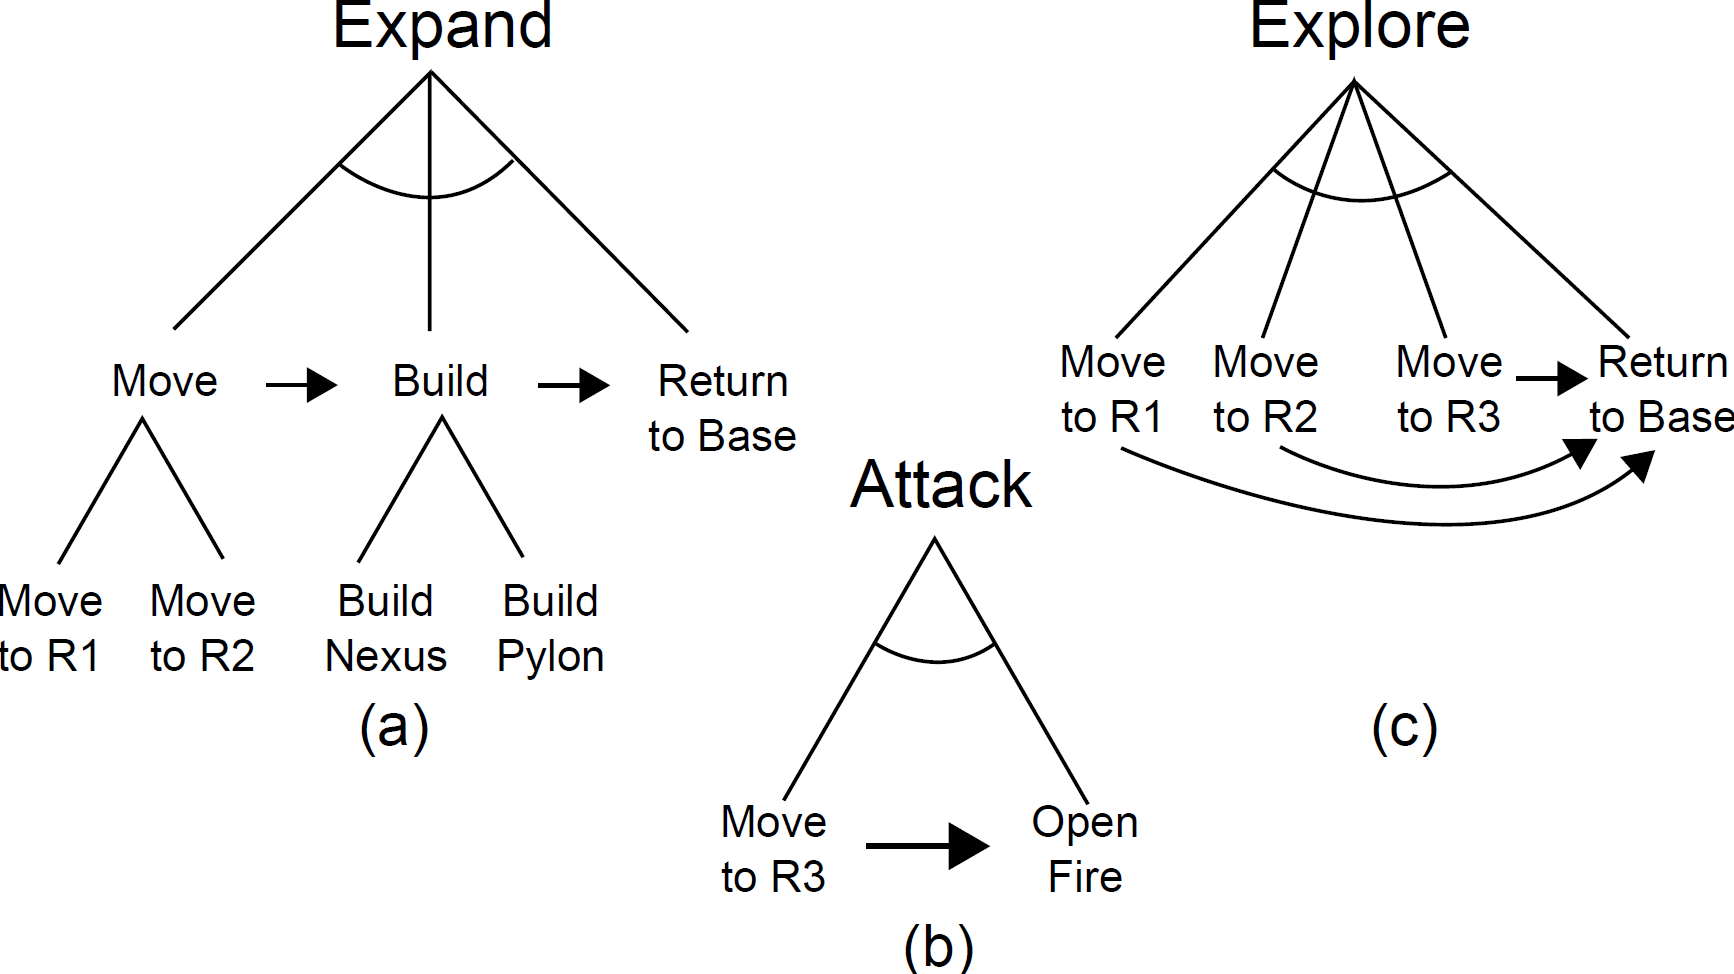 Expand
Move
Build
Return
to Base
Move
to R1
Move
to R2
Build
Nexus
Build
Pylon
(a)
Attack
Move
to R3
Open
Fire
(b)
Explore
Move
to R1
Move
to R2
Move
to R3
Return
to Base
(c)